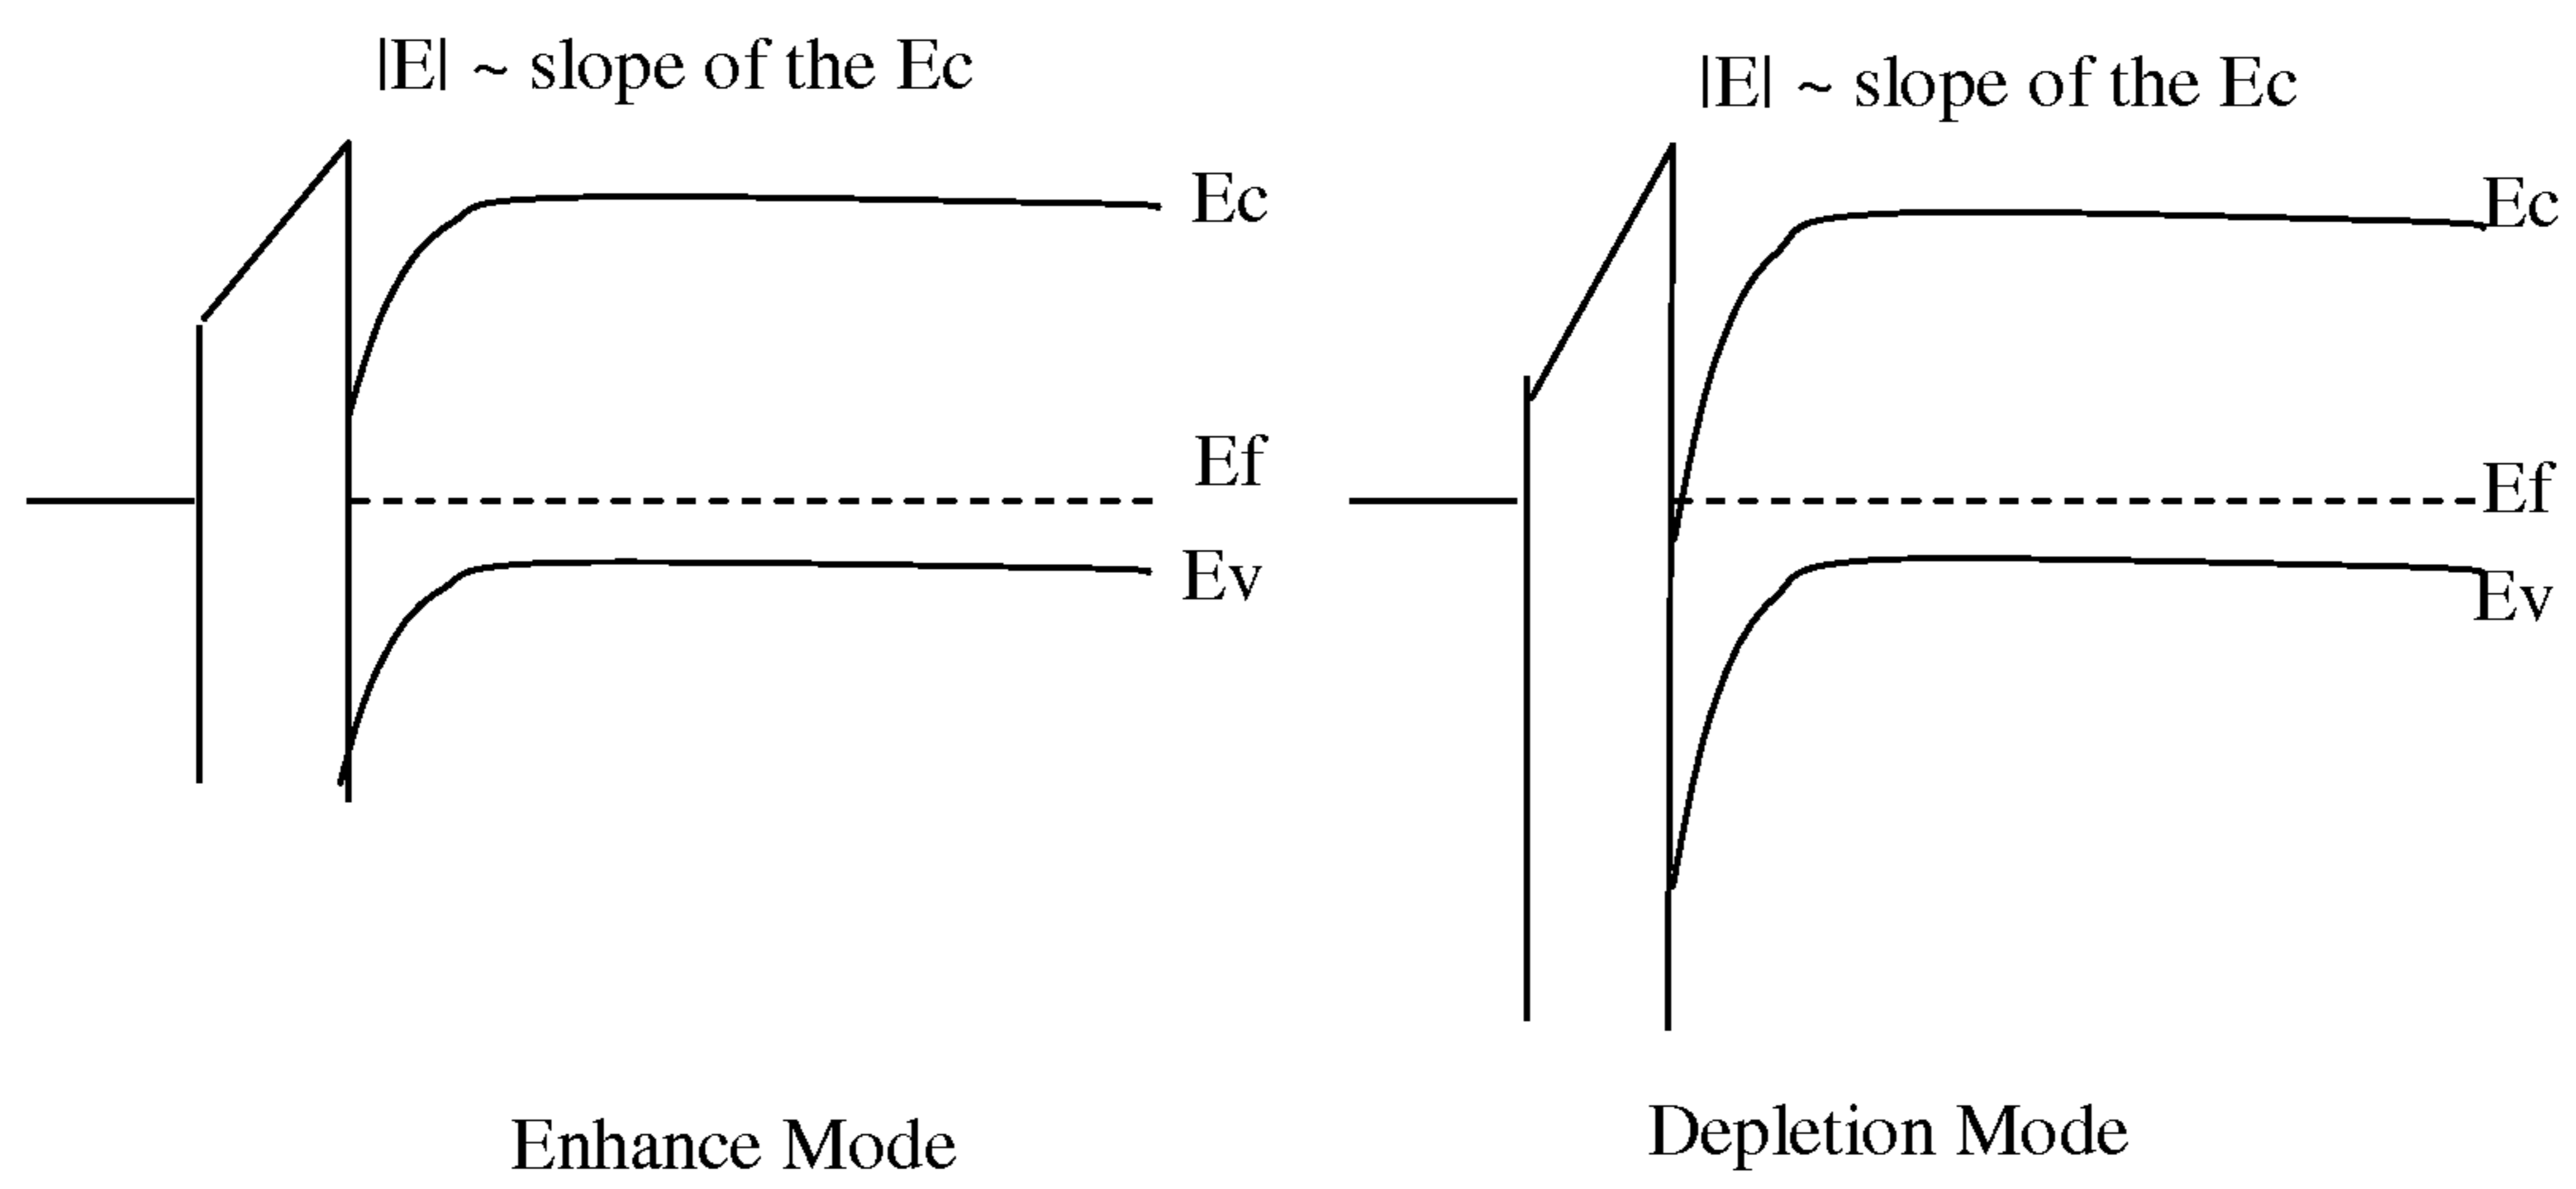 |E| ~ slope of the Ec
Ec
Ef
Ev
Enhance Mode
|E| ~ slope of the Ec
Ec
Ef
Ev
Depletion Mode